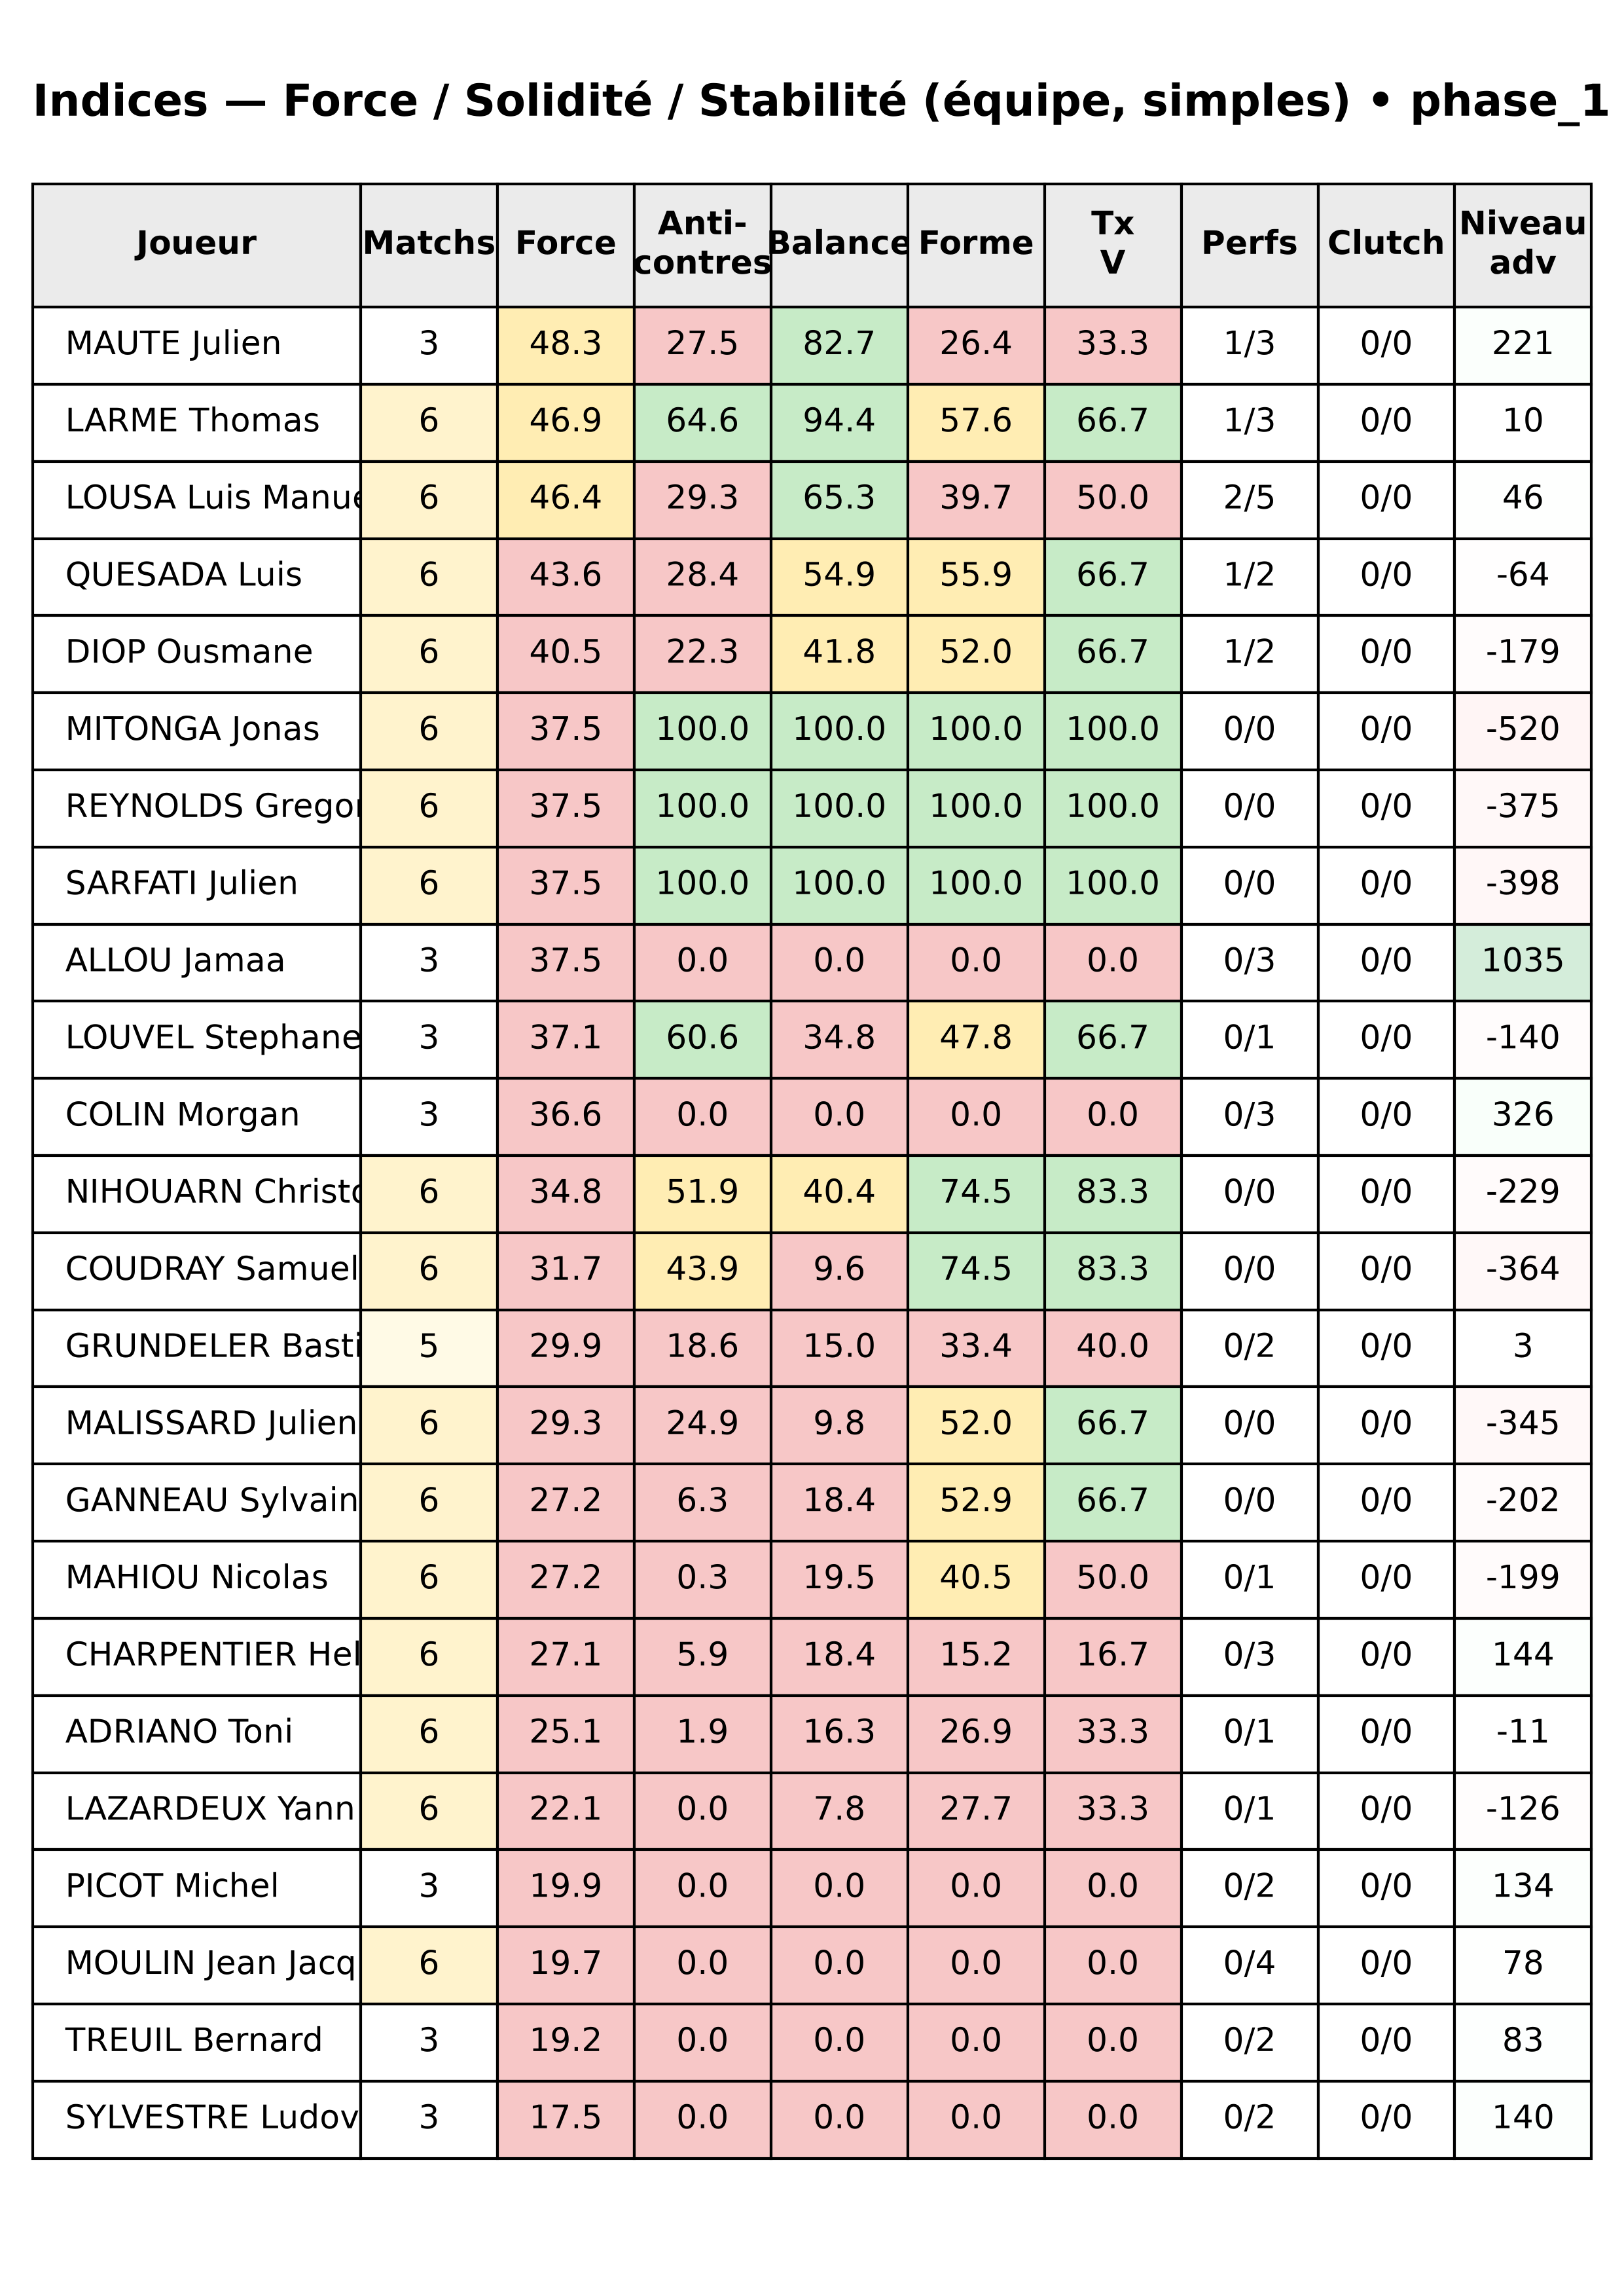 Indices — Force / Solidité / Stabilité (équipe, simples) • phase_1
Joueur Matchs Force Anti-contres Balance Forme Tx V Perfs Clutch Niveau adv
MAUTE Julien 3 48.3 27.5 82.7 26.4 33.3 1/3 0/0 221
LARME Thomas 6 46.9 64.6 94.4 57.6 66.7 1/3 0/0 10
LOUSA Luis Manue 6 46.4 29.3 65.3 39.7 50.0 2/5 0/0 46
QUESADA Luis 6 43.6 28.4 54.9 55.9 66.7 1/2 0/0 -64
DIOP Ousmane 6 40.5 22.3 41.8 52.0 66.7 1/2 0/0 -179
MITONGA Jonas 6 37.5 100.0 100.0 100.0 100.0 0/0 0/0 -520
REYNOLDS Gregor 6 37.5 100.0 100.0 100.0 100.0 0/0 0/0 -375
SARFATI Julien 6 37.5 100.0 100.0 100.0 100.0 0/0 0/0 -398
ALLOU Jamaa 3 37.5 0.0 0.0 0.0 0.0 0/3 0/0 1035
LOUVEL Stephane 3 37.1 60.6 34.8 47.8 66.7 0/1 0/0 -140
COLIN Morgan 3 36.6 0.0 0.0 0.0 0.0 0/3 0/0 326
NIHOUARN Christo 6 34.8 51.9 40.4 74.5 83.3 0/0 0/0 -229
COUDRAY Samuel 6 31.7 43.9 9.6 74.5 83.3 0/0 0/0 -364
GRUNDELER Basti 5 29.9 18.6 15.0 33.4 40.0 0/2 0/0 3
MALISSARD Julien 6 29.3 24.9 9.8 52.0 66.7 0/0 0/0 -345
GANNEAU Sylvain 6 27.2 6.3 18.4 52.9 66.7 0/0 0/0 -202
MAHIOU Nicolas 6 27.2 0.3 19.5 40.5 50.0 0/1 0/0 -199
CHARPENTIER Hel 6 27.1 5.9 18.4 15.2 16.7 0/3 0/0 144
ADRIANO Toni 6 25.1 1.9 16.3 26.9 33.3 0/1 0/0 -11
LAZARDEUX Yann 6 22.1 0.0 7.8 27.7 33.3 0/1 0/0 -126
PICOT Michel 3 19.9 0.0 0.0 0.0 0.0 0/2 0/0 134
MOULIN Jean Jacq 6 19.7 0.0 0.0 0.0 0.0 0/4 0/0 78
TREUIL Bernard 3 19.2 0.0 0.0 0.0 0.0 0/2 0/0 83
SYLVESTRE Ludov 3 17.5 0.0 0.0 0.0 0.0 0/2 0/0 140